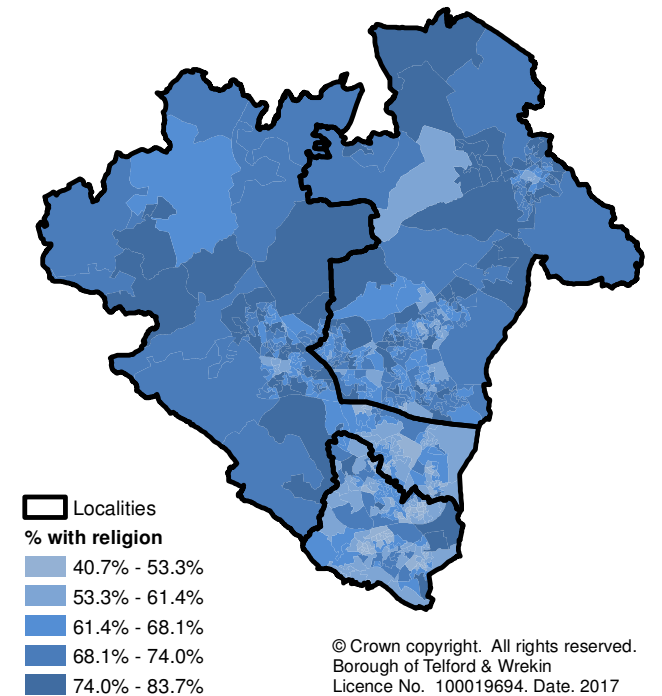 Localities
% with religion
40.7% - 53.3%
53.3% - 61.4%
61.4% - 68.1%
68.1% - 74.0%
74.0% - 83.7%
© Crown copyright. All rights reserved.
Borough of Telford & Wrekin
Licence No. 100019694. Date. 2017